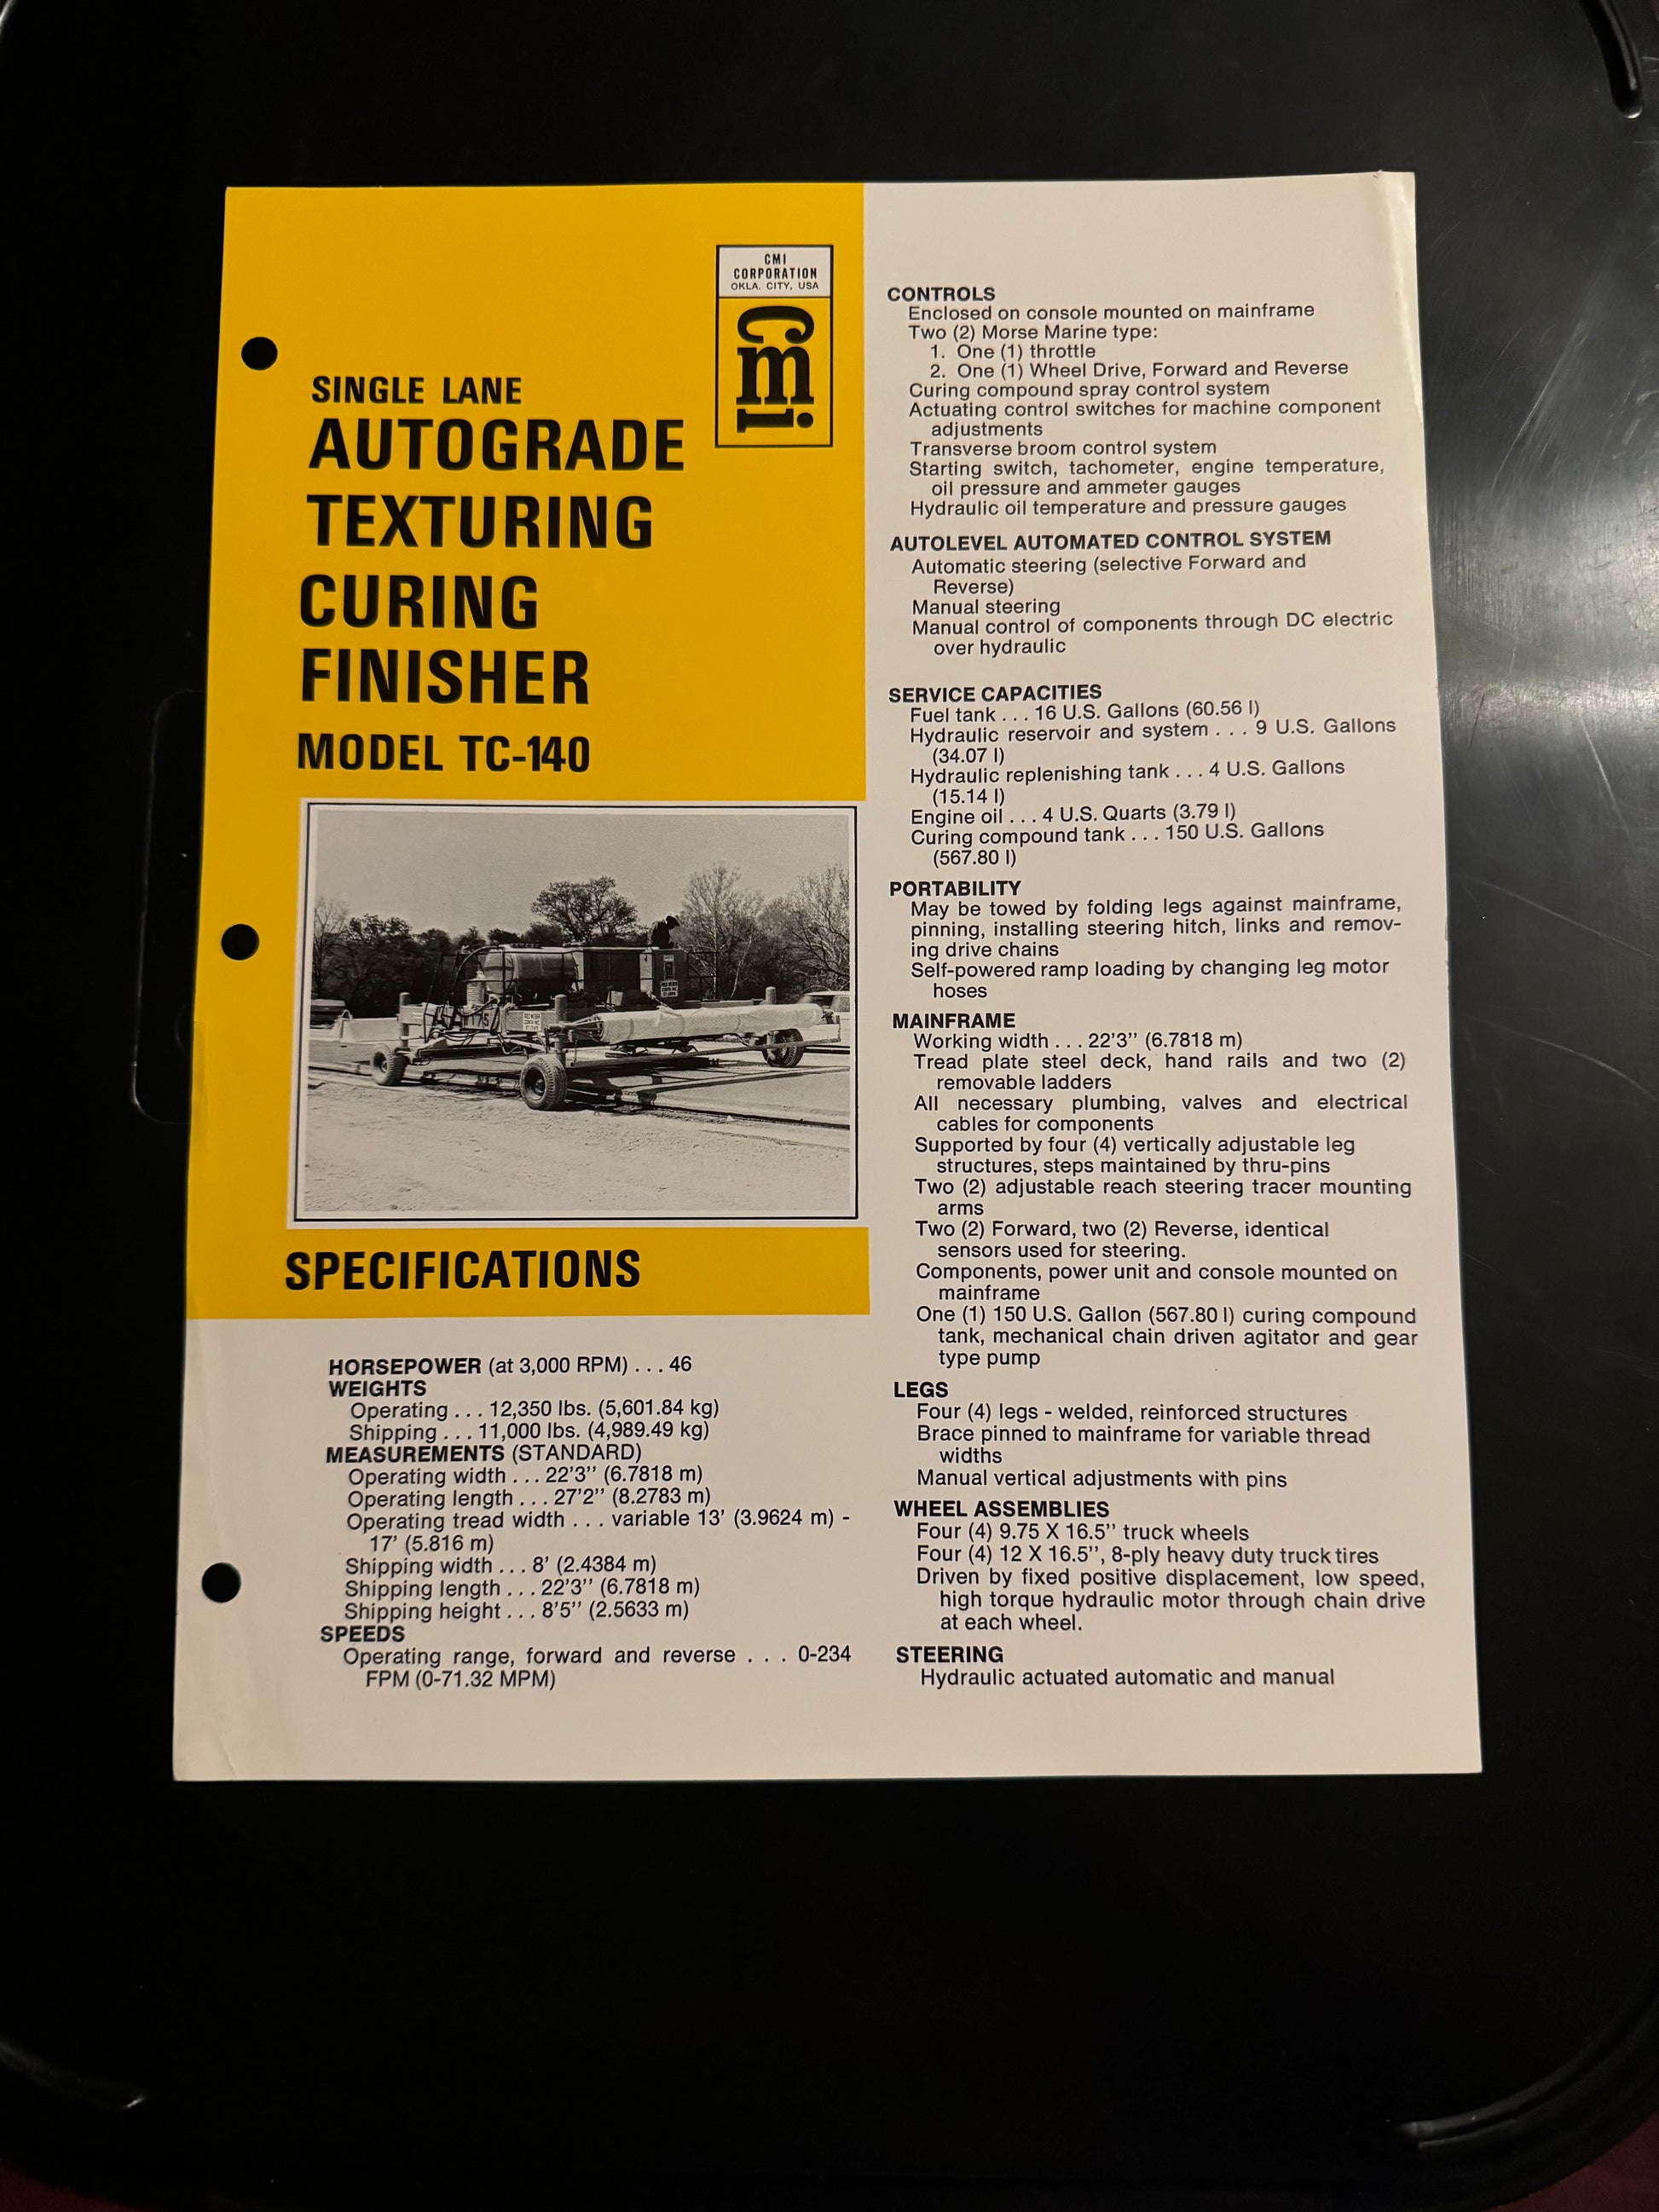 CMI
CORPORATION
OKLA. CITY, USA
cmi
SINGLE LANE
AUTOGRADE
TEXTURING
CURING
FINISHER
MODEL TC-140
SPECIFICATIONS
HORSEPOWER (at 3,000 RPM) . . . 46
WEIGHTS
Operating . . . 12,350 lbs. (5,601.84 kg)
Shipping . . . 11,000 lbs. (4,989.49 kg)
MEASUREMENTS (STANDARD)
Operating width . . . 22'3'' (6.7818 m)
Operating length . . . 27'2'' (8.2783 m)
Operating tread width . . . variable 13' (3.9624 m) -
17' (5.816 m)
Shipping width . . . 8' (2.4384 m)
Shipping length . . . 22'3'' (6.7818 m)
Shipping height . . . 8'5'' (2.5633 m)
SPEEDS
Operating range, forward and reverse . . . 0-234
FPM (0-71.32 MPM)
CONTROLS
Enclosed on console mounted on mainframe
Two (2) Morse Marine type:
1. One (1) throttle
2. One (1) Wheel Drive, Forward and Reverse
Curing compound spray control system
Actuating control switches for machine component
adjustments
Transverse broom control system
Starting switch, tachometer, engine temperature,
oil pressure and ammeter gauges
Hydraulic oil temperature and pressure gauges
AUTOLEVEL AUTOMATED CONTROL SYSTEM
Automatic steering (selective Forward and
Reverse)
Manual steering
Manual control of components through DC electric
over hydraulic
SERVICE CAPACITIES
Fuel tank . . . 16 U.S. Gallons (60.56 l)
Hydraulic reservoir and system . . . 9 U.S. Gallons
(34.07 l)
Hydraulic replenishing tank . . . 4 U.S. Gallons
(15.14 l)
Engine oil . . . 4 U.S. Quarts (3.79 l)
Curing compound tank . . . 150 U.S. Gallons
(567.80 l)
PORTABILITY
May be towed by folding legs against mainframe,
pinning, installing steering hitch, links and remov-
ing drive chains
Self-powered ramp loading by changing leg motor
hoses
MAINFRAME
Working width . . . 22'3'' (6.7818 m)
Tread plate steel deck, hand rails and two (2)
removable ladders
All necessary plumbing, valves and electrical
cables for components
Supported by four (4) vertically adjustable leg
structures, steps maintained by thru-pins
Two (2) adjustable reach steering tracer mounting
arms
Two (2) Forward, two (2) Reverse, identical
sensors used for steering.
Components, power unit and console mounted on
mainframe
One (1) 150 U.S. Gallon (567.80 l) curing compound
tank, mechanical chain driven agitator and gear
type pump
LEGS
Four (4) legs - welded, reinforced structures
Brace pinned to mainframe for variable thread
widths
Manual vertical adjustments with pins
WHEEL ASSEMBLIES
Four (4) 9.75 X 16.5'' truck wheels
Four (4) 12 X 16.5'', 8-ply heavy duty truck tires
Driven by fixed positive displacement, low speed,
high torque hydraulic motor through chain drive
at each wheel.
STEERING
Hydraulic actuated automatic and manual